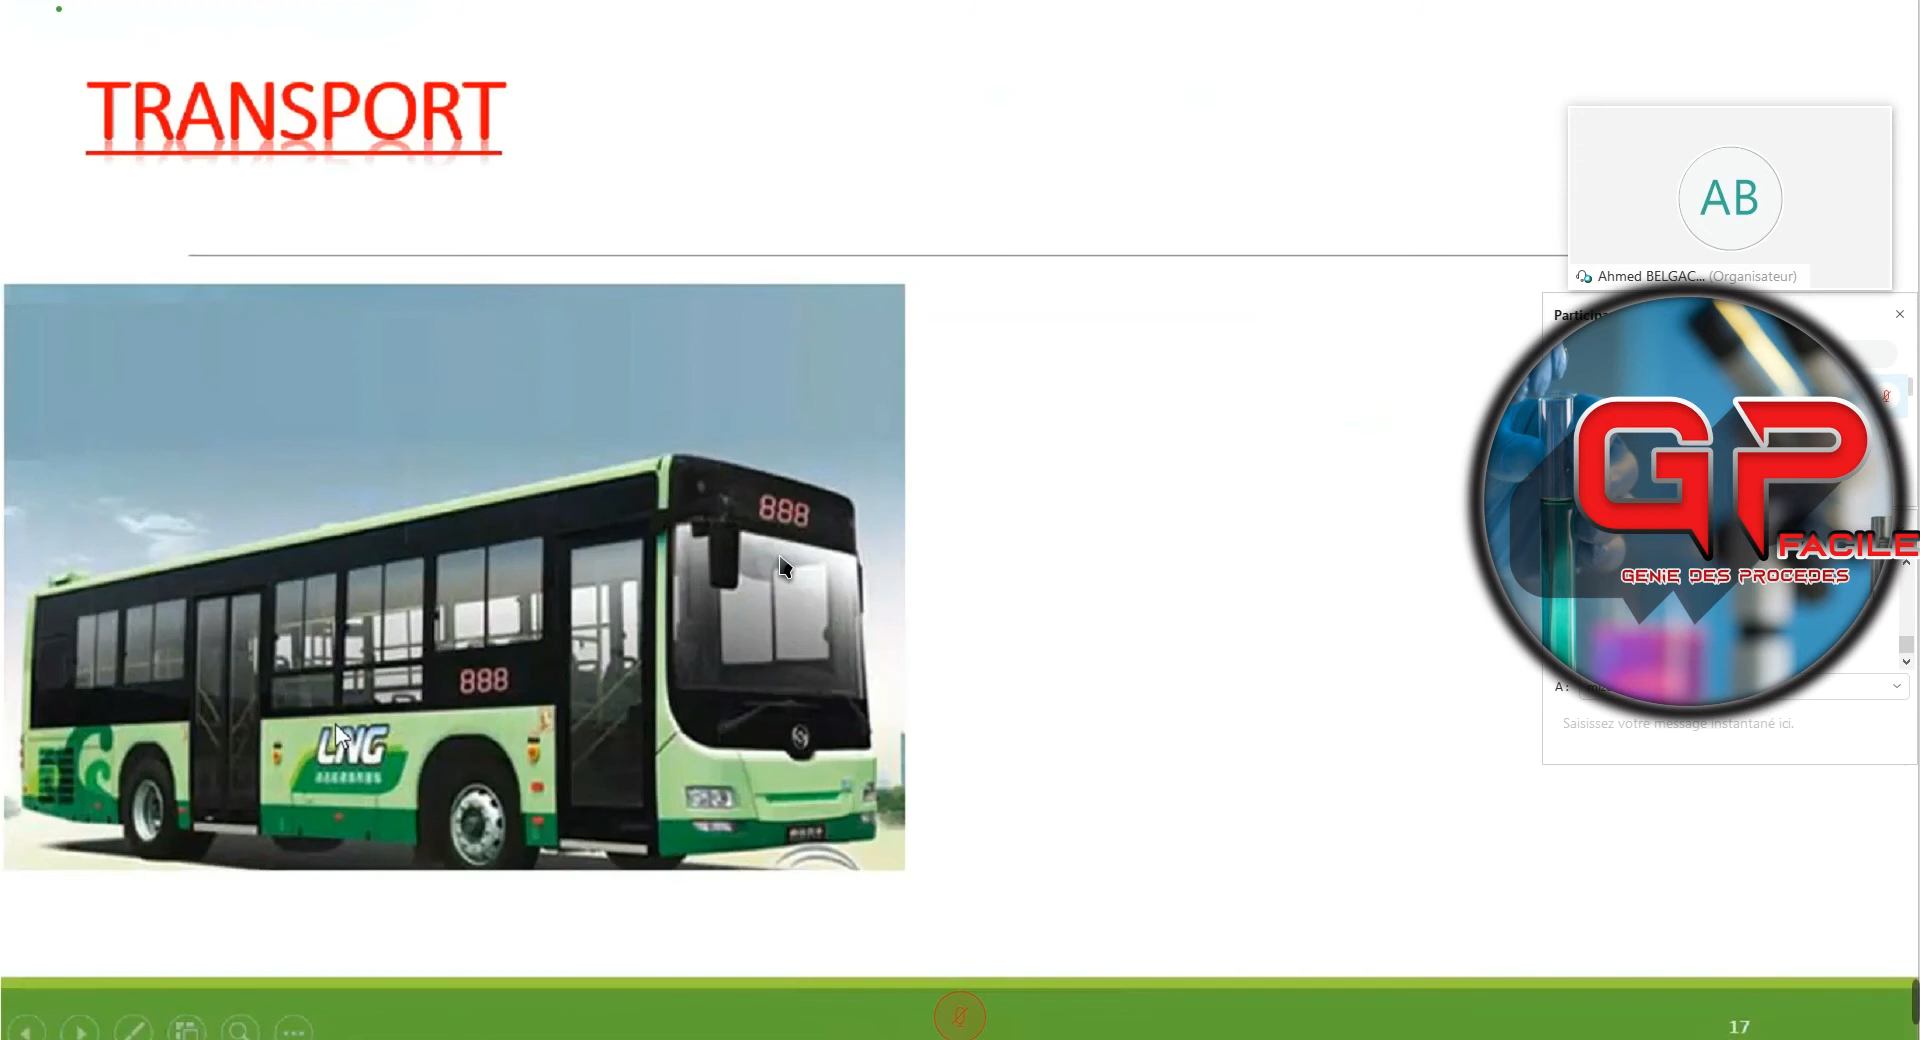 TRANSPORT
AB
Ahmed BELGAC... (Organisateur)
888
888
LNG
GP
FACILE
GENIE DES PROCEDES
A :
Saisissez votre message instantané ici.
17